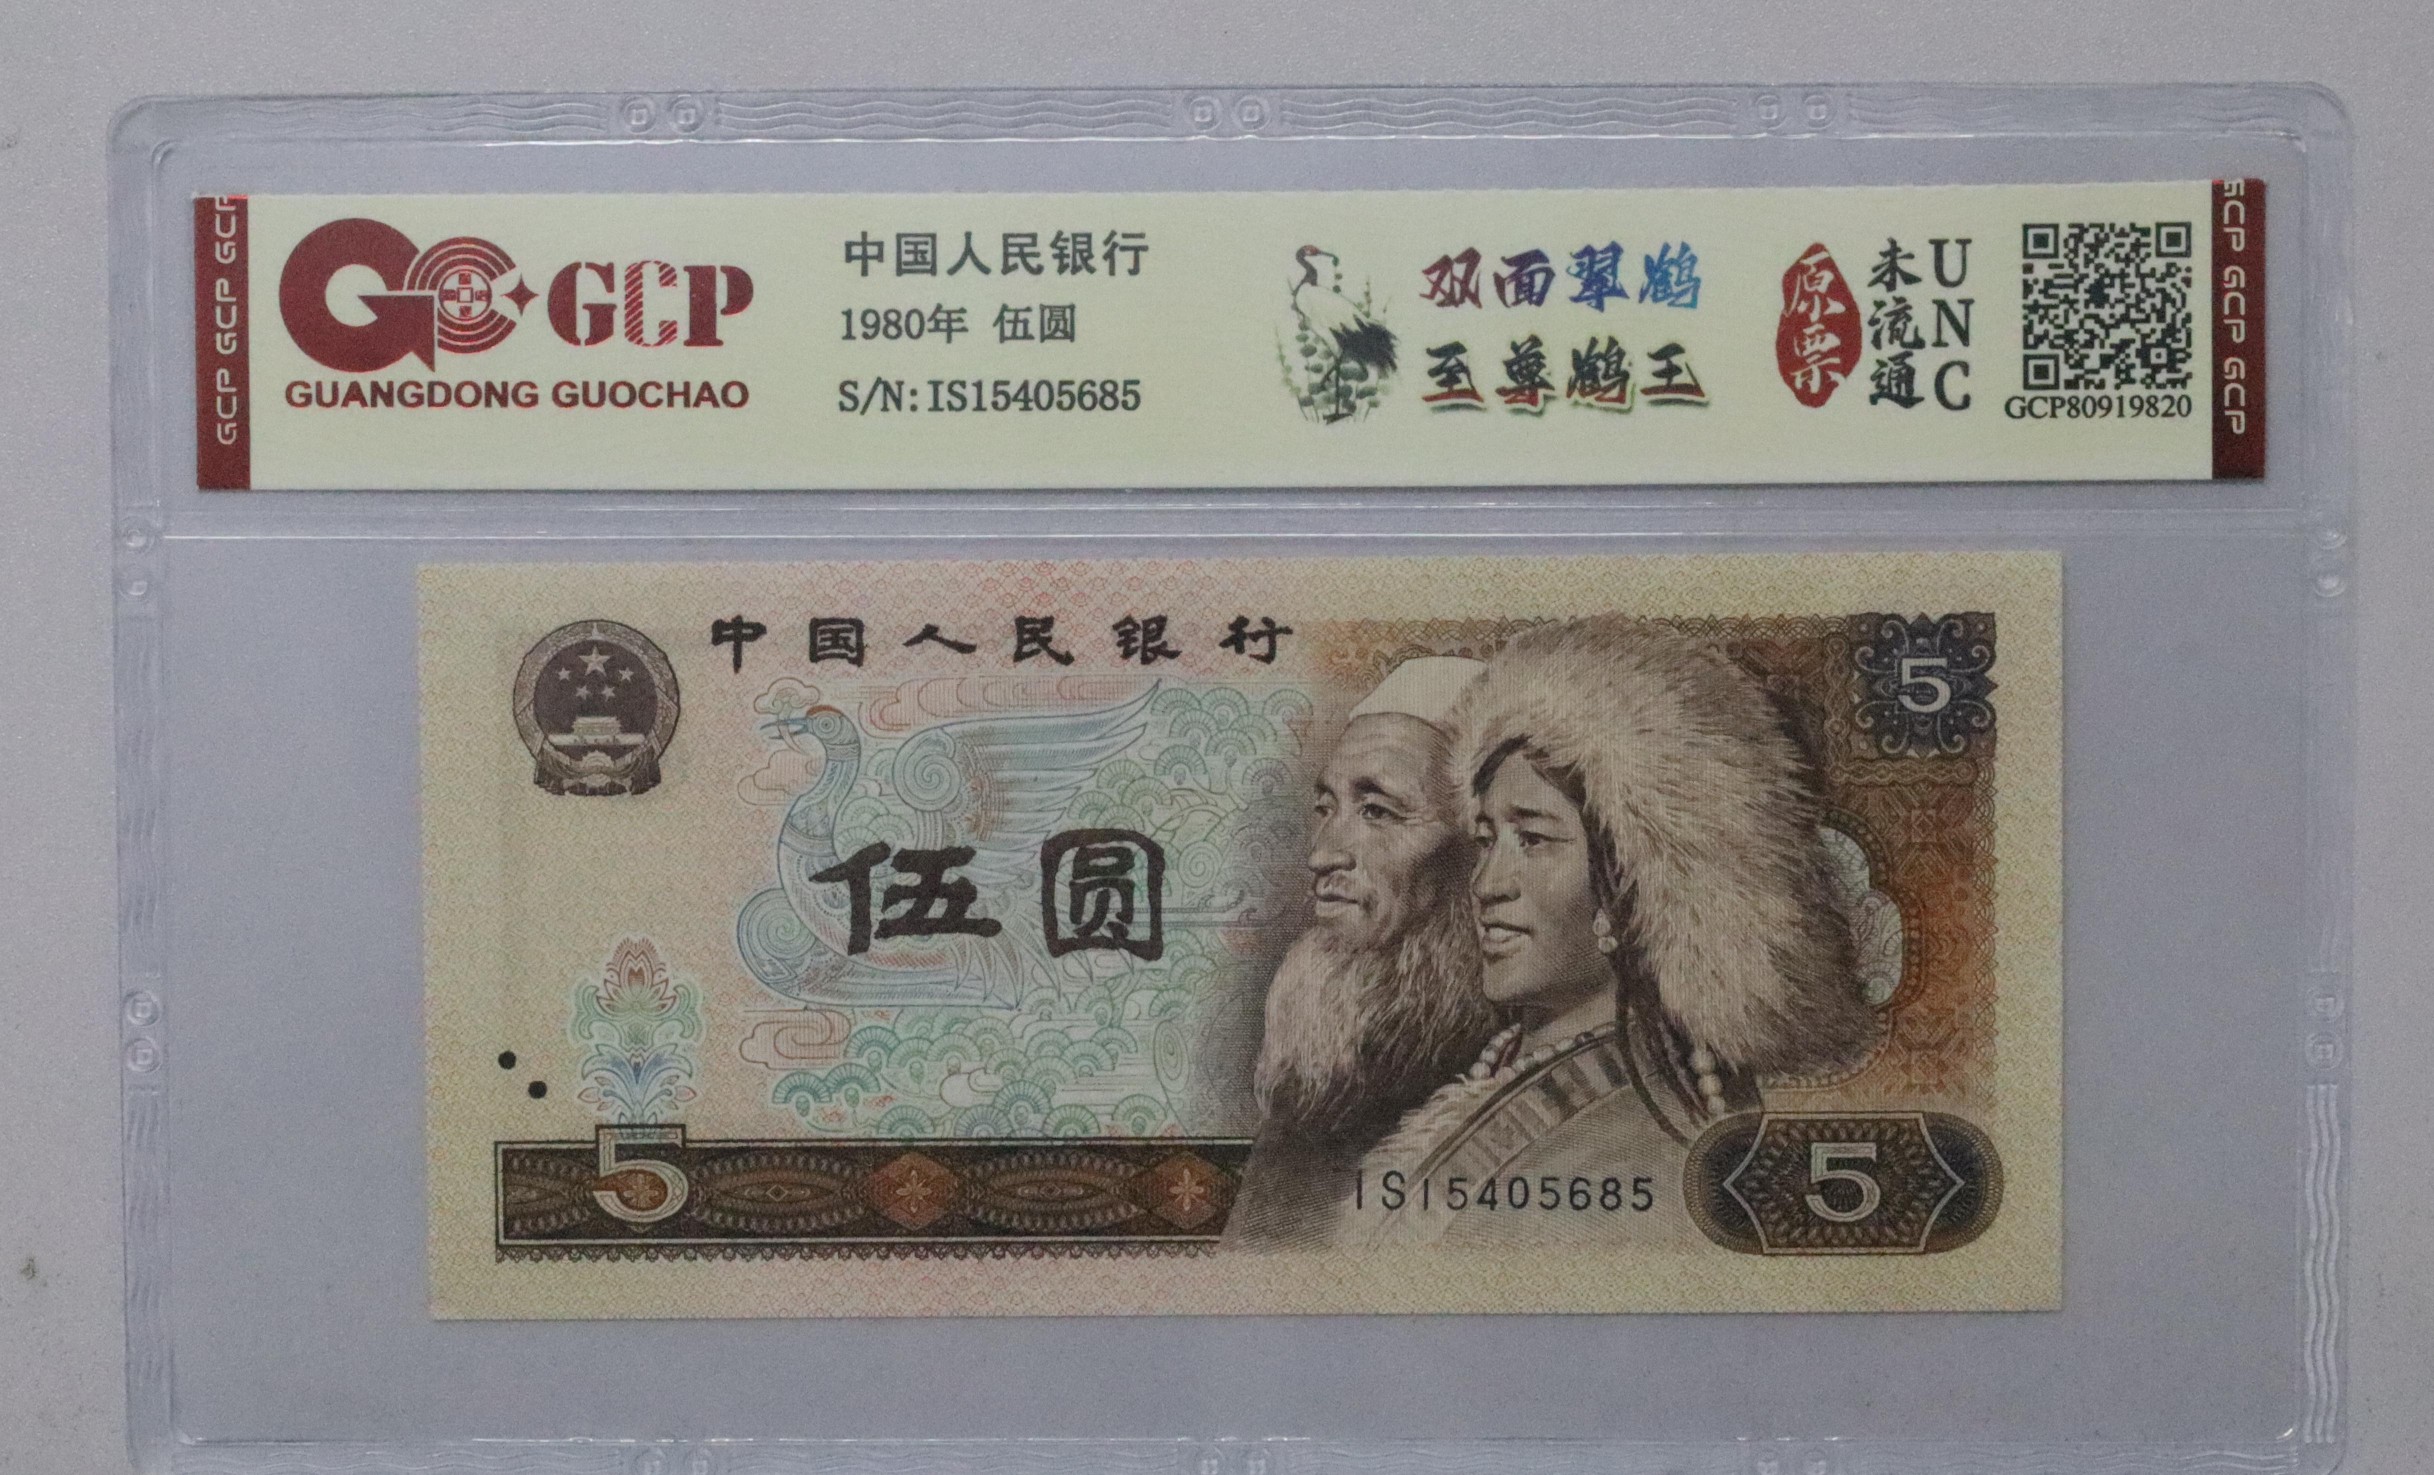 GCP GCP GCP
GCP
GUANGDONG GUOCHAO
中国人民银行
1980年 伍圆
S/N: IS15405685
双面翠鹤
至尊鹤王
原票
未流通
UNC
GCP80919820
GCP GCP GCP
中国人民银行
5
伍圆
5
IS15405685
5